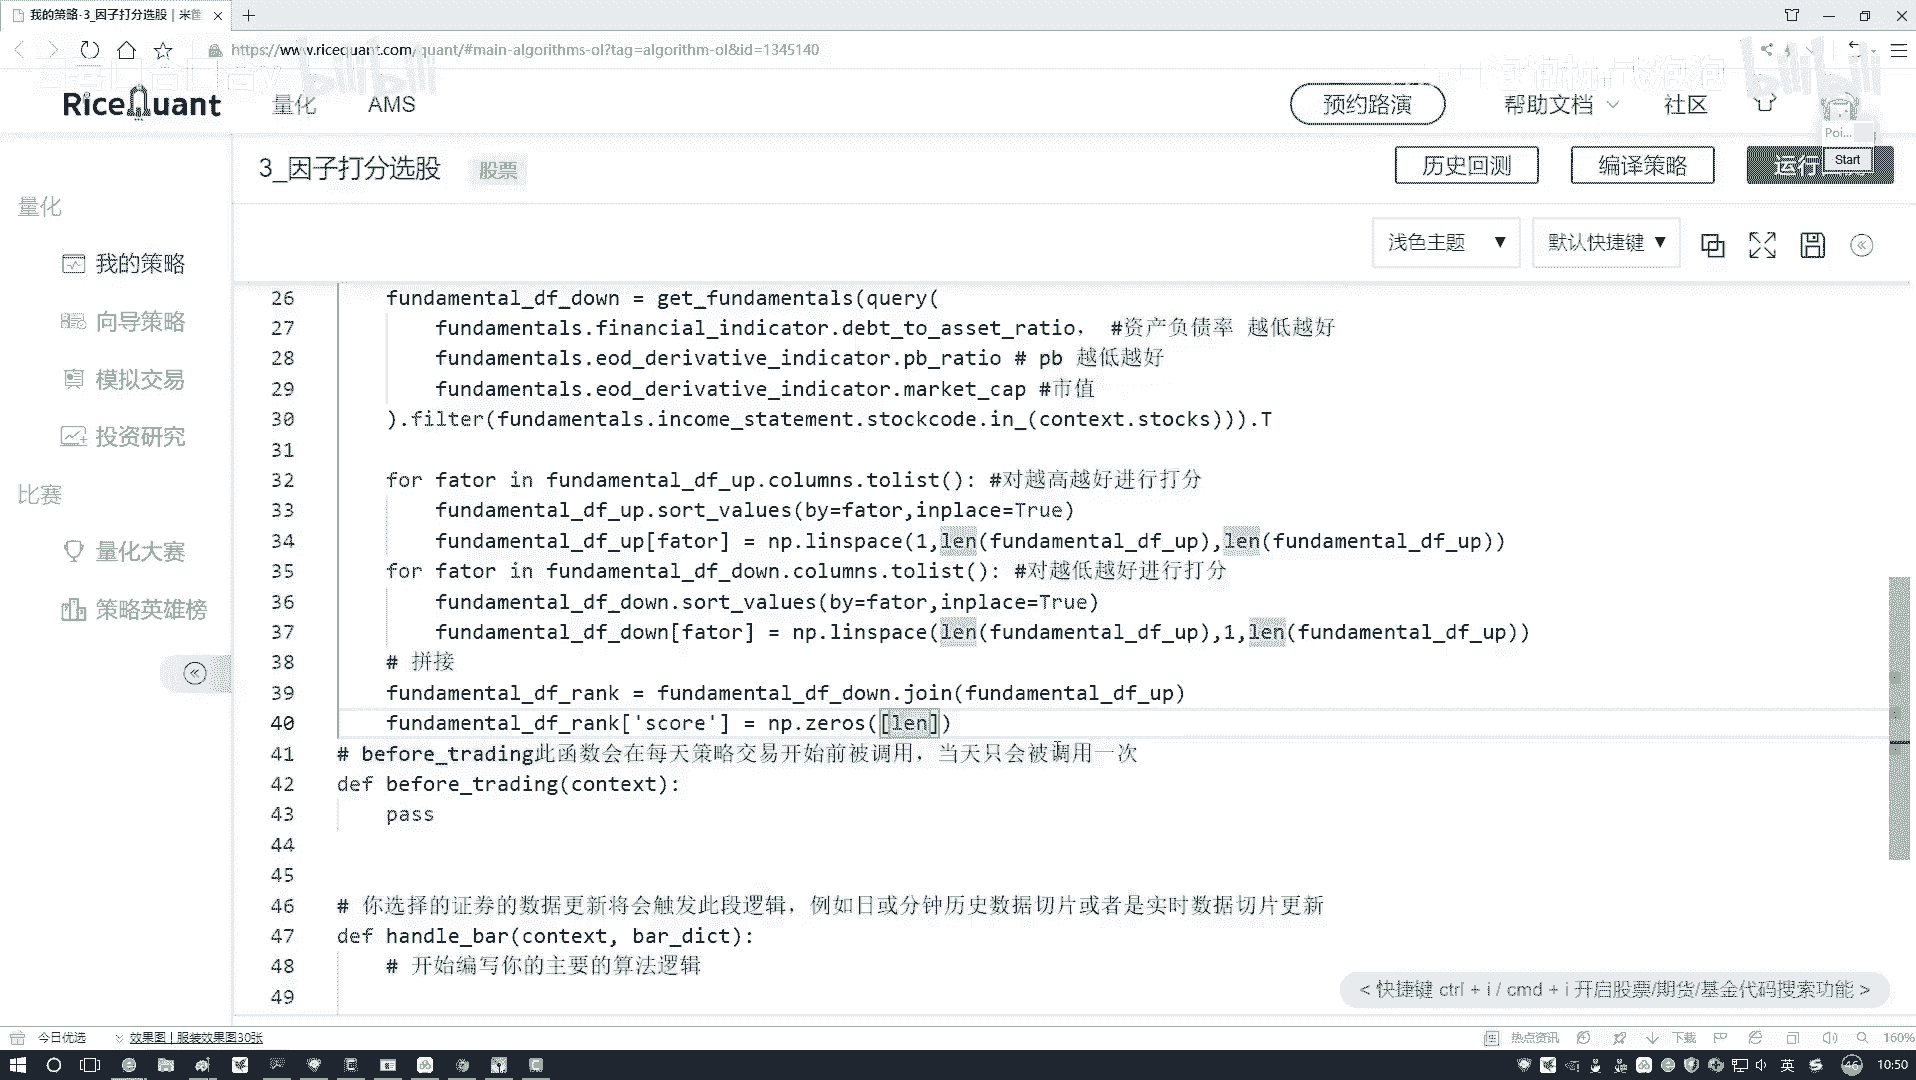 我的策略-3_因子打分选股 | 米筐
https://www.ricequant.com/quant/#main-algorithms-ol?tag=algorithm-ol&id=1345140
bilibili
bilibili
RiceQuant
量化
AMS
预约路演
帮助文档
社区
Poi...
Start
3_因子打分选股
股票
历史回测
编译策略
运行
浅色主题
默认快捷键
量化
我的策略
向导策略
模拟交易
投资研究
比赛
量化大赛
策略英雄榜
26 fundamental_df_down = get_fundamentals(query(
27 fundamentals.financial_indicator.debt_to_asset_ratio， #资产负债率 越低越好
28 fundamentals.eod_derivative_indicator.pb_ratio # pb 越低越好
29 fundamentals.eod_derivative_indicator.market_cap #市值
30 ).filter(fundamentals.income_statement.stockcode.in_(context.stocks))).T
31
32 for fator in fundamental_df_up.columns.tolist(): #对越高越好进行打分
33 fundamental_df_up.sort_values(by=fator,inplace=True)
34 fundamental_df_up[fator] = np.linspace(1,len(fundamental_df_up),len(fundamental_df_up))
35 for fator in fundamental_df_down.columns.tolist(): #对越低越好进行打分
36 fundamental_df_down.sort_values(by=fator,inplace=True)
37 fundamental_df_down[fator] = np.linspace(len(fundamental_df_up),1,len(fundamental_df_up))
38 # 拼接
39 fundamental_df_rank = fundamental_df_down.join(fundamental_df_up)
40 fundamental_df_rank['score'] = np.zeros([len])
41 # before_trading此函数会在每天策略交易开始前被调用，当天只会被调用一次
42 def before_trading(context):
43 pass
44
45
46 # 你选择的证券的数据更新将会触发此段逻辑，例如日或分钟历史数据切片或者是实时数据切片更新
47 def handle_bar(context, bar_dict):
48 # 开始编写你的主要的算法逻辑
49
< 快捷键 ctrl + i / cmd + i 开启股票/期货/基金代码搜索功能 >
今日优选
效果图 | 服装效果图30张
热点资讯
下载
160%
英
46
10:50